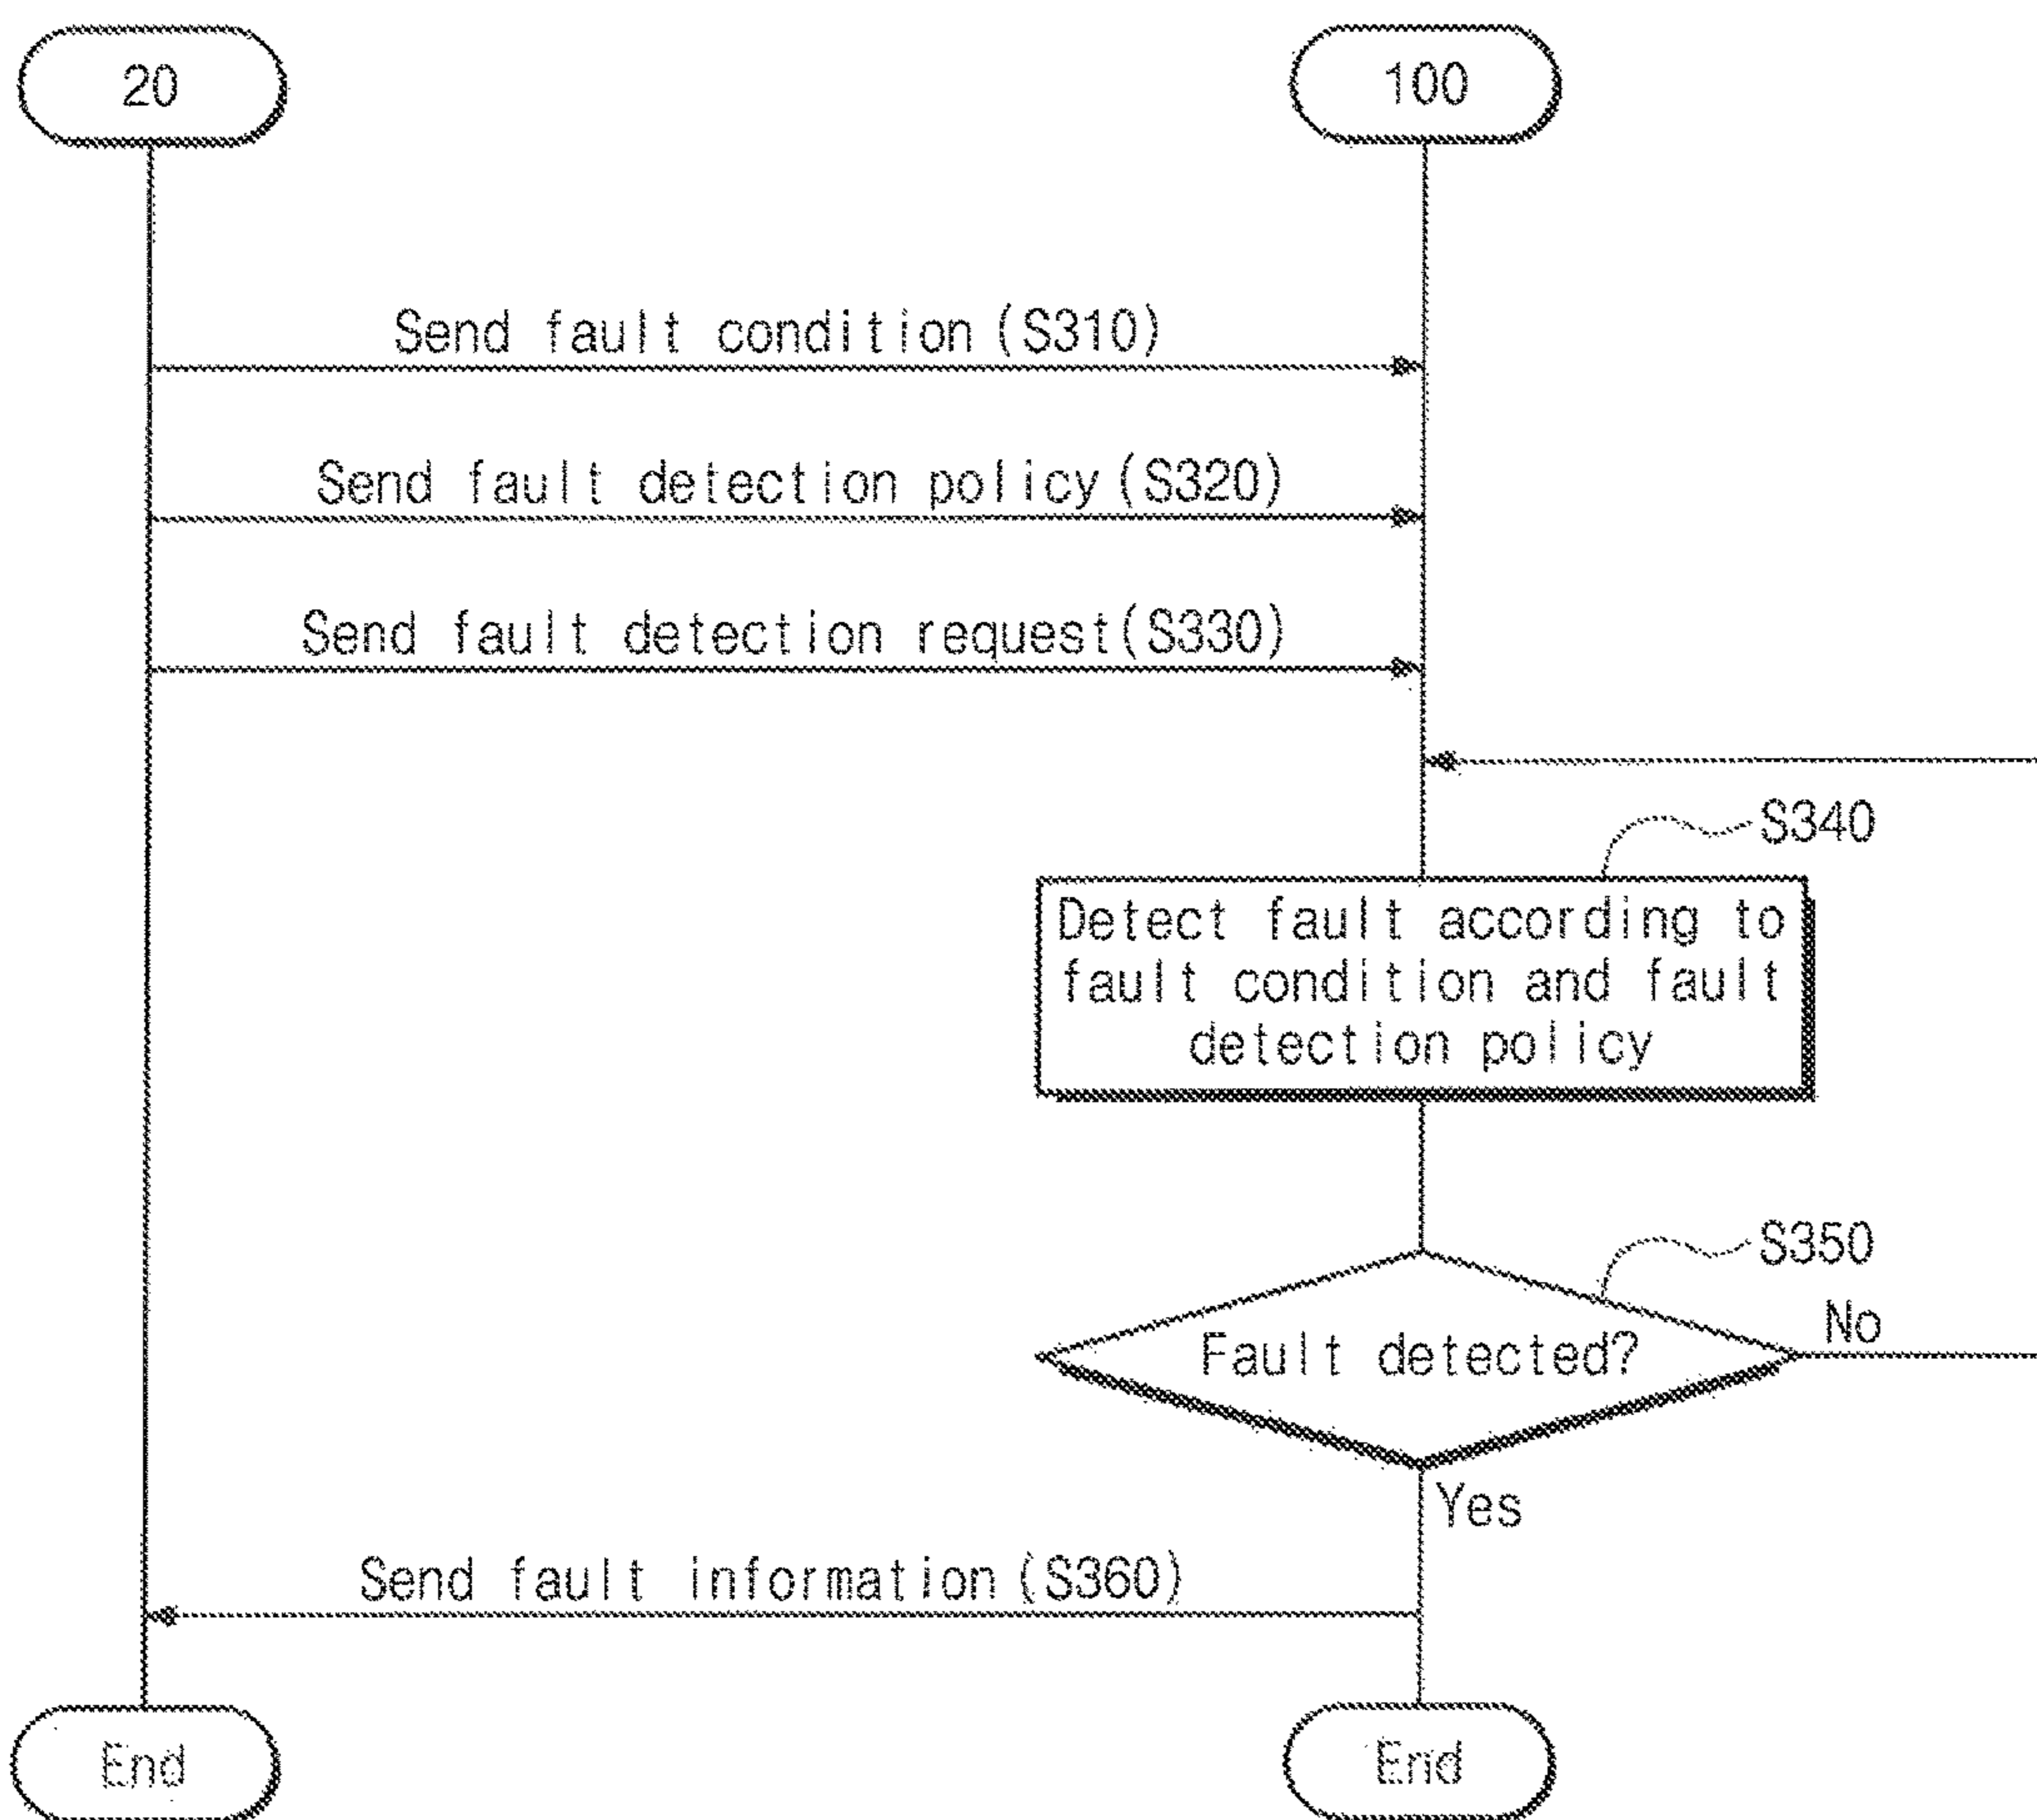 20
100
Send fault condition (S310)
Send fault detection policy (S320)
Send fault detection request(S330)
S340
Detect fault according to
fault condition and fault
detection policy
S350
Fault detected?
No
Yes
Send fault information (S360)
End
End